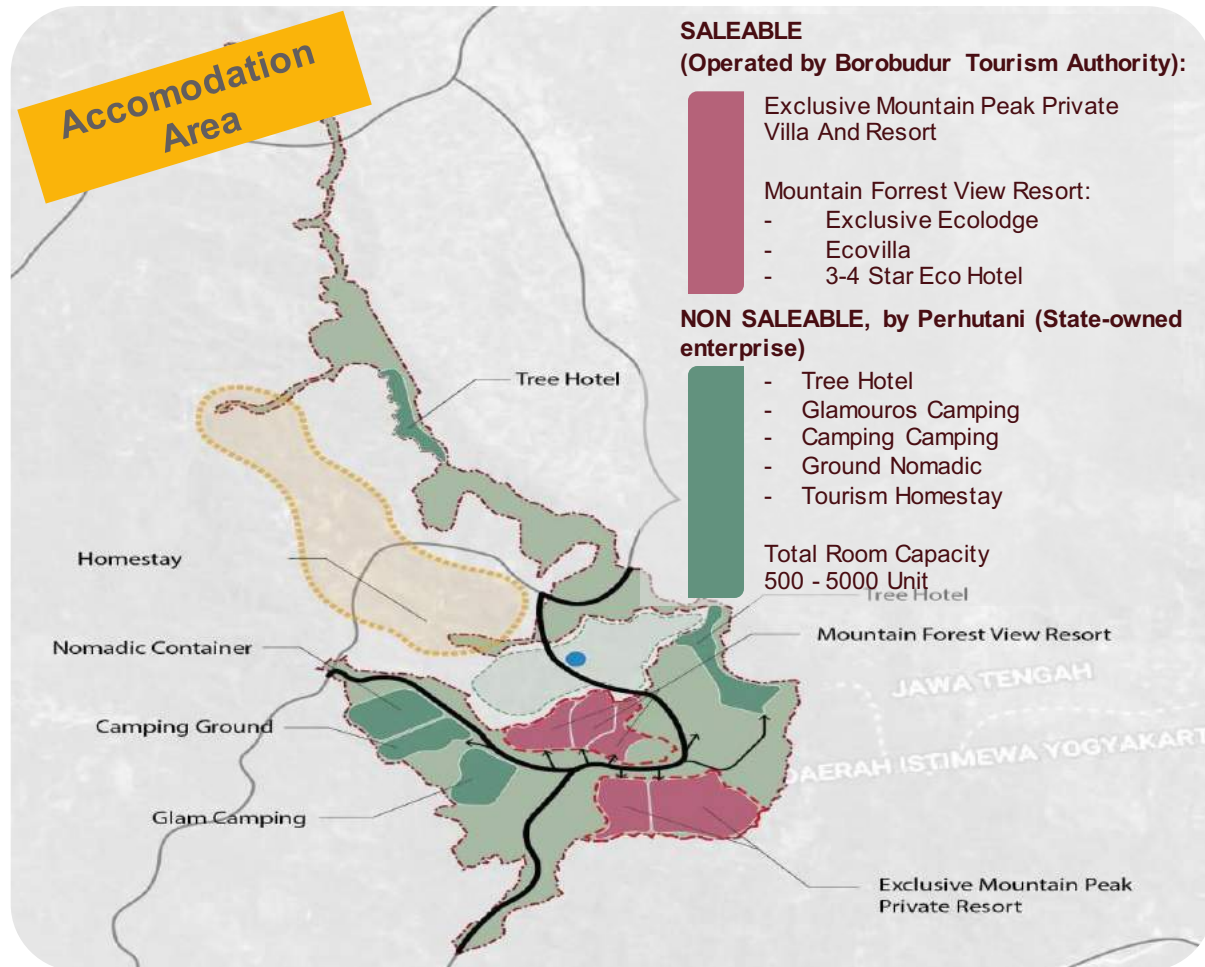 Accomodation
Area
SALEABLE
(Operated by Borobudur Tourism Authority):
Exclusive Mountain Peak Private
Villa And Resort
Mountain Forrest View Resort:
- Exclusive Ecolodge
- Ecovilla
- 3-4 Star Eco Hotel
NON SALEABLE, by Perhutani (State-owned
enterprise)
- Tree Hotel
- Glamouros Camping
- Camping Camping
- Ground Nomadic
- Tourism Homestay
Total Room Capacity
500 - 5000 Unit
Tree Hotel
Homestay
Nomadic Container
Camping Ground
Glam Camping
Tree Hotel
Mountain Forest View Resort
JAWA TENGAH
DAERAH ISTIMEWA YOGYAKART
Exclusive Mountain Peak
Private Resort